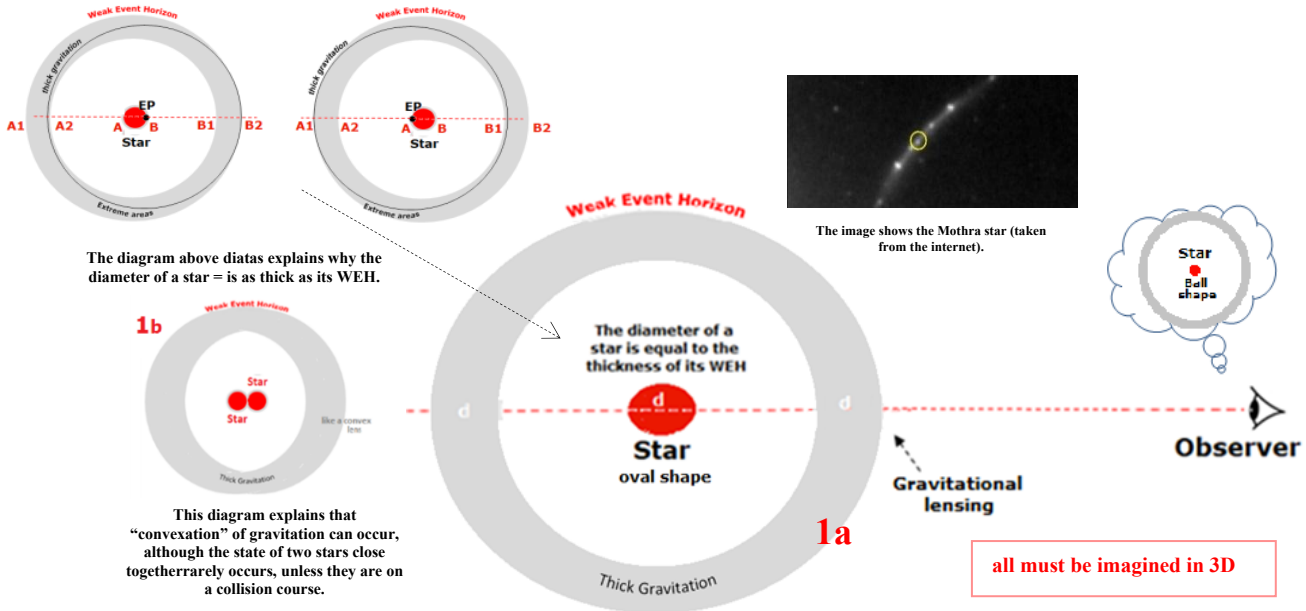 Weak Event Horizon
thick gravitation
EP
A1 A2 A B B1 B2
Star
Extreme areas
Weak Event Horizon
thick gravitation
EP
A1 A2 A B B1 B2
Star
Extreme areas
The diagram above diatas explains why the
diameter of a star = is as thick as its WEH.
1b
Weak Event Horizon
Star
Star
like a convex
lens
Thick Gravitation
This diagram explains that
“convexation” of gravitation can occur,
although the state of two stars close
togetherrarely occurs, unless they are on
a collision course.
Weak Event Horizon
The diameter of a
star is equal to the
thickness of its WEH
d
d
d
Star
oval shape
Thick Gravitation
1a
The image shows the Mothra star (taken
from the internet).
Star
Ball
shape
Observer
Gravitational
lensing
all must be imagined in 3D